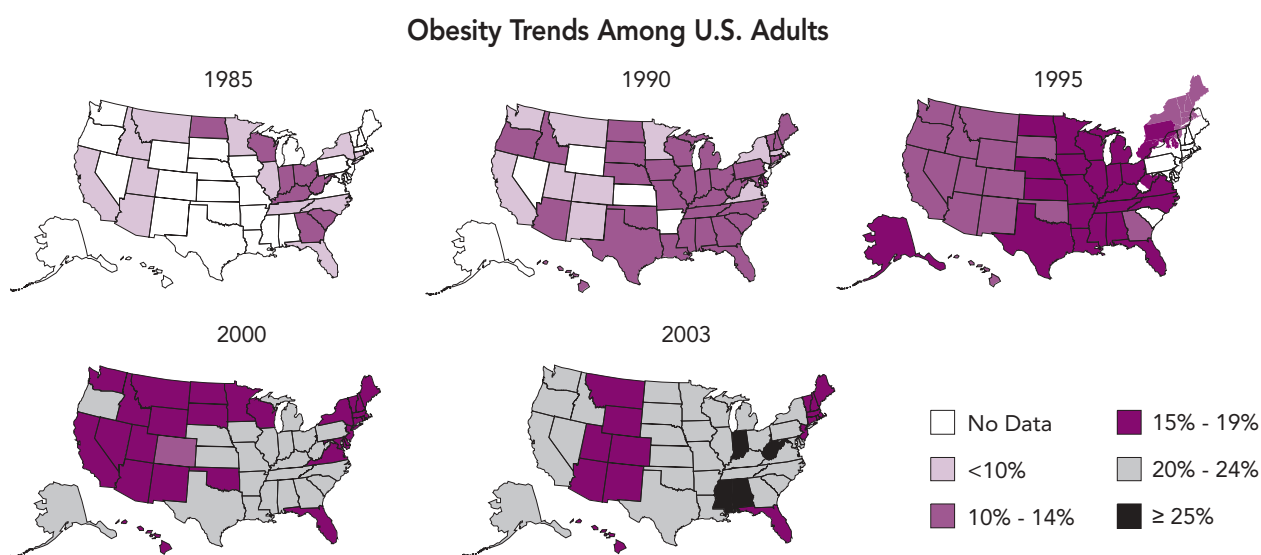 Obesity Trends Among U.S. Adults
1985
1990
1995
2000
2003
No Data
<10%
10% - 14%
15% - 19%
20% - 24%
≥ 25%